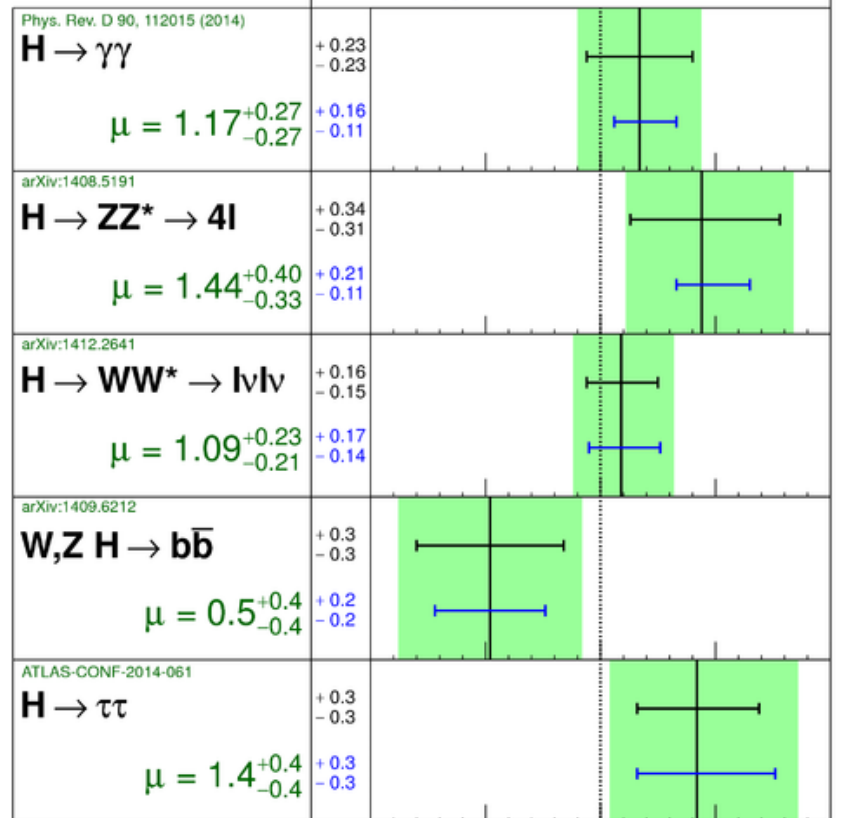 Phys. Rev. D 90, 112015 (2014)
H → γγ
μ = 1.17 +0.27 −0.27
+ 0.23
− 0.23
+ 0.16
− 0.11
arXiv:1408.5191
H → ZZ* → 4l
μ = 1.44 +0.40 −0.33
+ 0.34
− 0.31
+ 0.21
− 0.11
arXiv:1412.2641
H → WW* → lνlν
μ = 1.09 +0.23 −0.21
+ 0.16
− 0.15
+ 0.17
− 0.14
arXiv:1409.6212
W,Z H → bb̅
μ = 0.5 +0.4 −0.4
+ 0.3
− 0.3
+ 0.2
− 0.2
ATLAS-CONF-2014-061
H → ττ
μ = 1.4 +0.4 −0.4
+ 0.3
− 0.3
+ 0.3
− 0.3